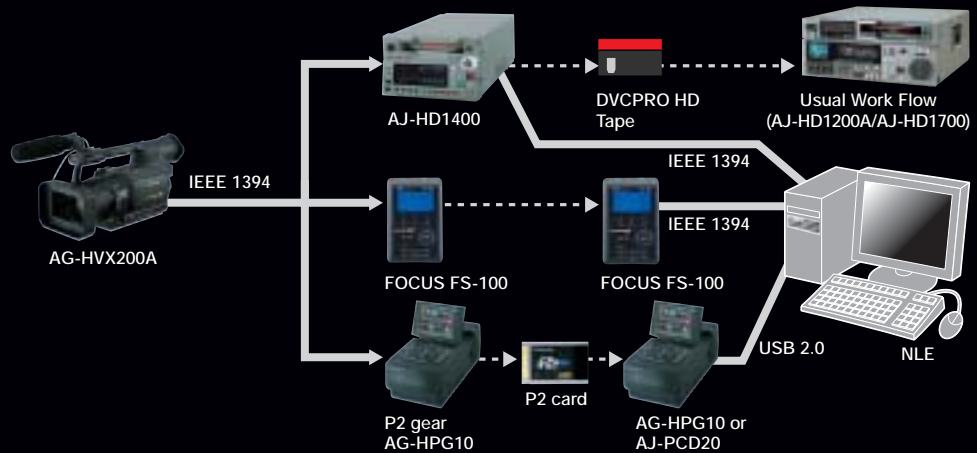 AJ-HD1400
DVCPRO HD
Tape
Usual Work Flow
(AJ-HD1200A/AJ-HD1700)
IEEE 1394
IEEE 1394
AG-HVX200A
IEEE 1394
FOCUS FS-100
FOCUS FS-100
USB 2.0
NLE
P2 card
P2 gear
AG-HPG10
AG-HPG10 or
AJ-PCD20